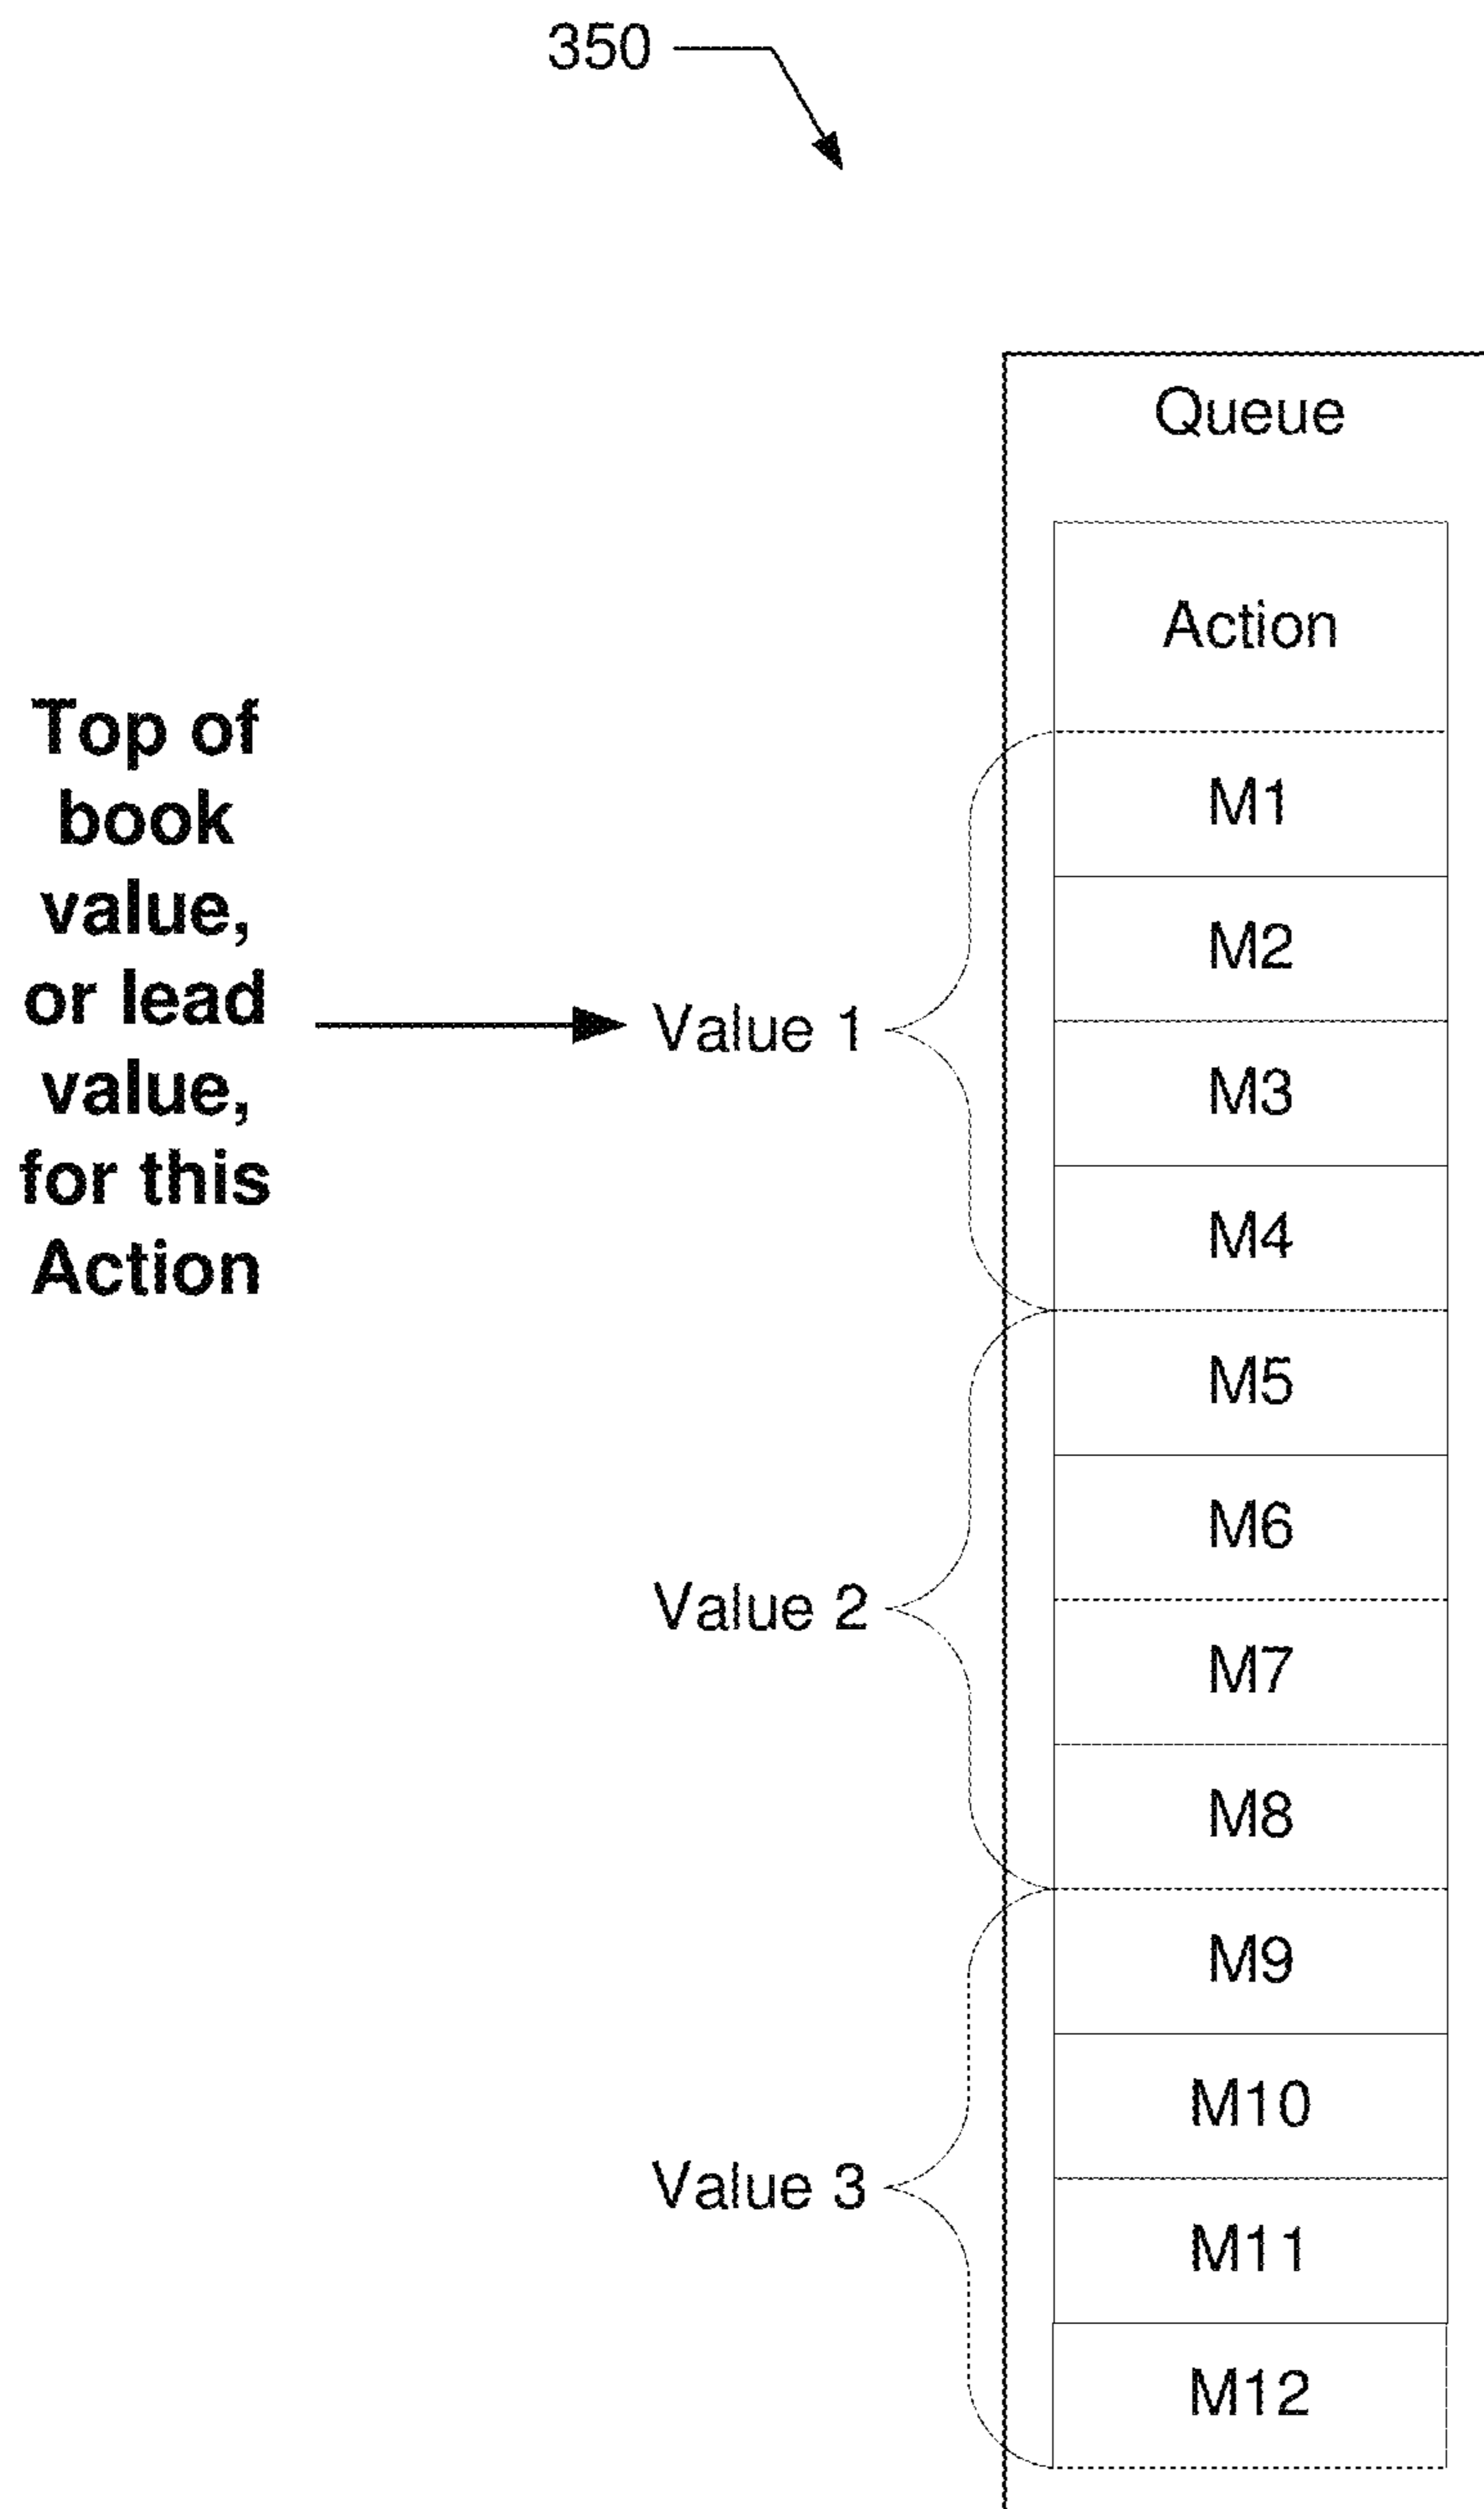 350
Queue
Action
Top of
book
value,
or lead
value,
for this
Action
Value 1
M1
M2
M3
M4
Value 2
M5
M6
M7
M8
Value 3
M9
M10
M11
M12